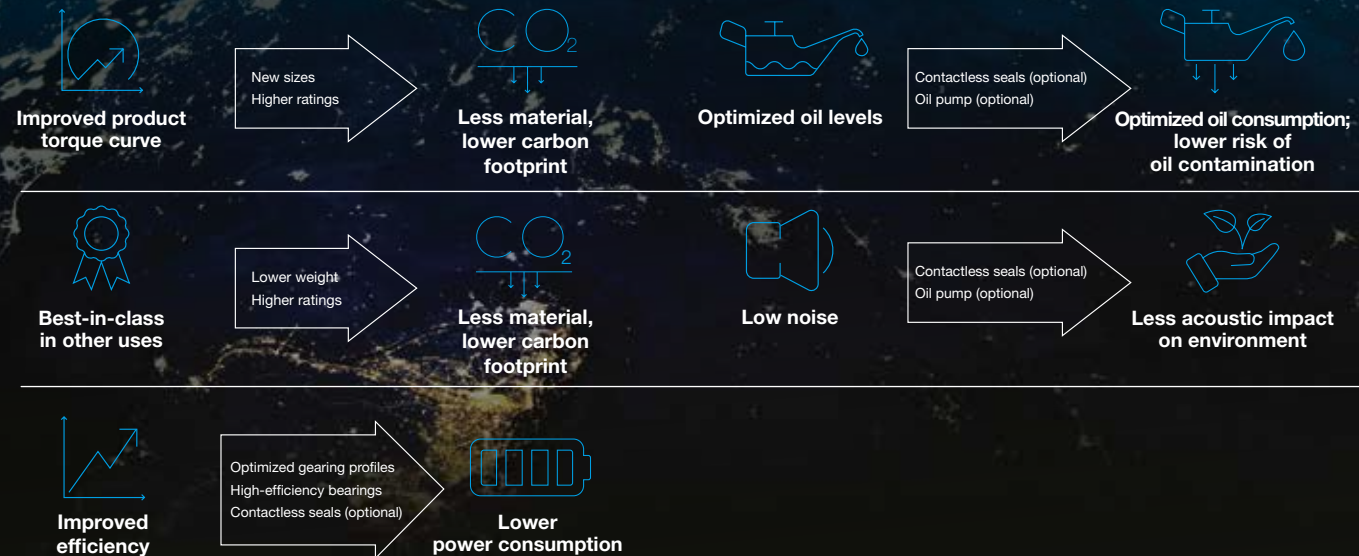 Improved product
torque curve
New sizes
Higher ratings
CO2
Less material,
lower carbon
footprint
Optimized oil levels
Contactless seals (optional)
Oil pump (optional)
Optimized oil consumption;
lower risk of
oil contamination
Best-in-class
in other uses
Lower weight
Higher ratings
CO2
Less material,
lower carbon
footprint
Low noise
Contactless seals (optional)
Oil pump (optional)
Less acoustic impact
on environment
Improved
efficiency
Optimized gearing profiles
High-efficiency bearings
Contactless seals (optional)
Lower
power consumption